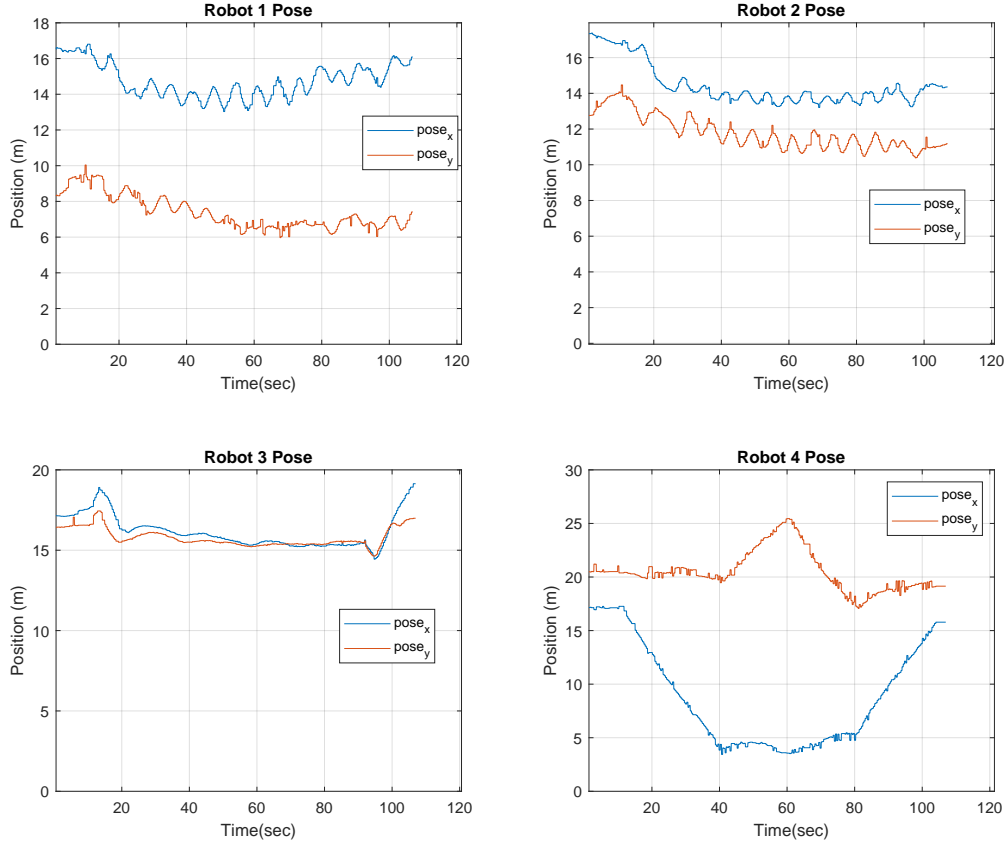 Robot 1 Pose
18
16
14
12
10
8
6
4
2
0
Position (m)
pose_x
pose_y
20 40 60 80 100 120
Time(sec)
Robot 2 Pose
16
14
12
10
8
6
4
2
0
Position (m)
pose_x
pose_y
20 40 60 80 100 120
Time(sec)
Robot 3 Pose
20
15
10
5
0
Position (m)
pose_x
pose_y
20 40 60 80 100 120
Time(sec)
Robot 4 Pose
30
25
20
15
10
5
0
Position (m)
pose_x
pose_y
20 40 60 80 100 120
Time(sec)